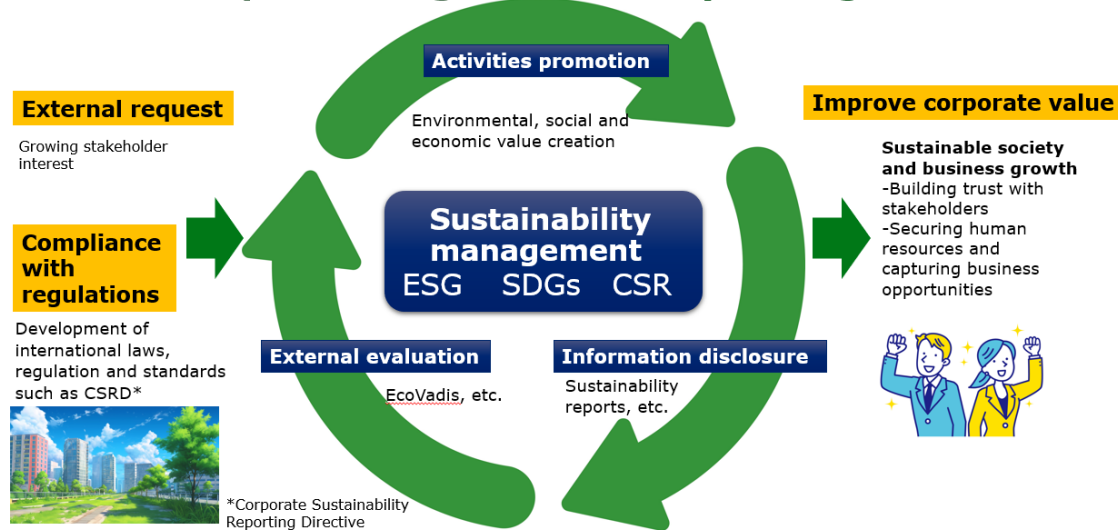 External request
Growing stakeholder
interest
Compliance
with
regulations
Development of
international laws,
regulation and standards
such as CSRD*
*Corporate Sustainability
Reporting Directive
Activities promotion
Environmental, social and
economic value creation
Sustainability
management
ESG SDGs CSR
External evaluation
EcoVadis, etc.
Information disclosure
Sustainability
reports, etc.
Improve corporate value
Sustainable society
and business growth
-Building trust with
stakeholders
-Securing human
resources and
capturing business
opportunities